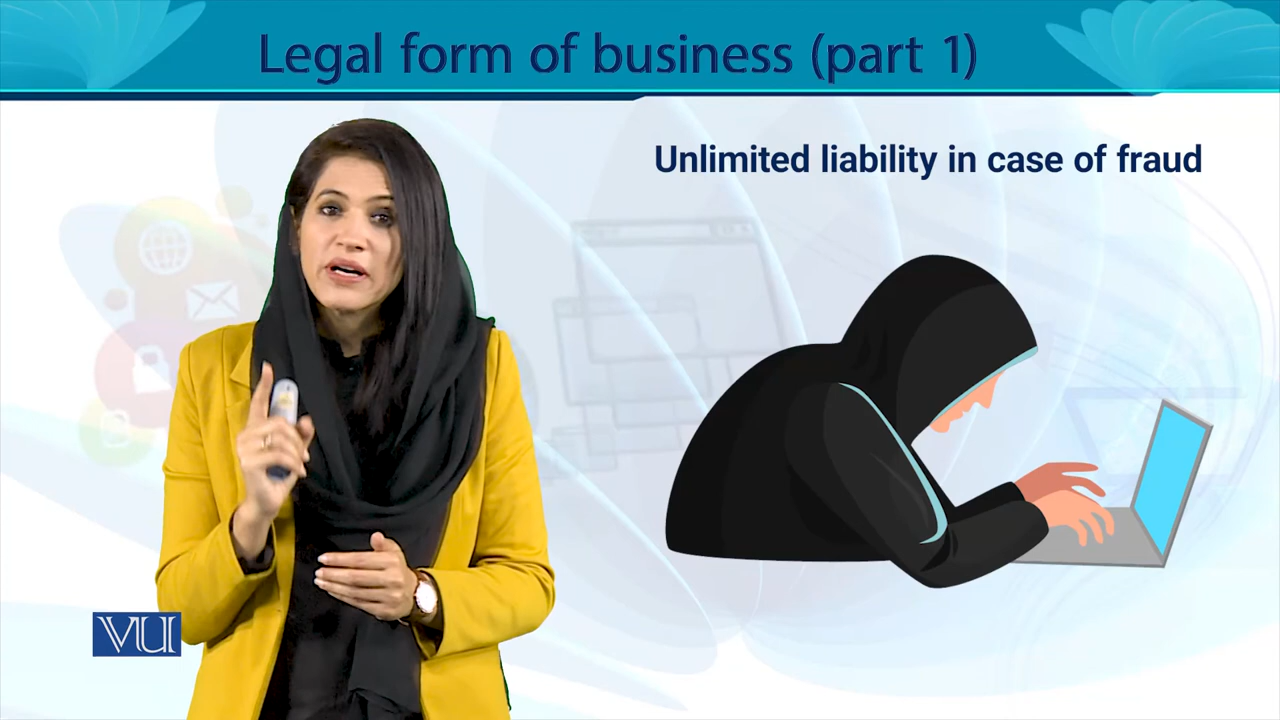 Legal form of business (part 1)
Unlimited liability in case of fraud
VU